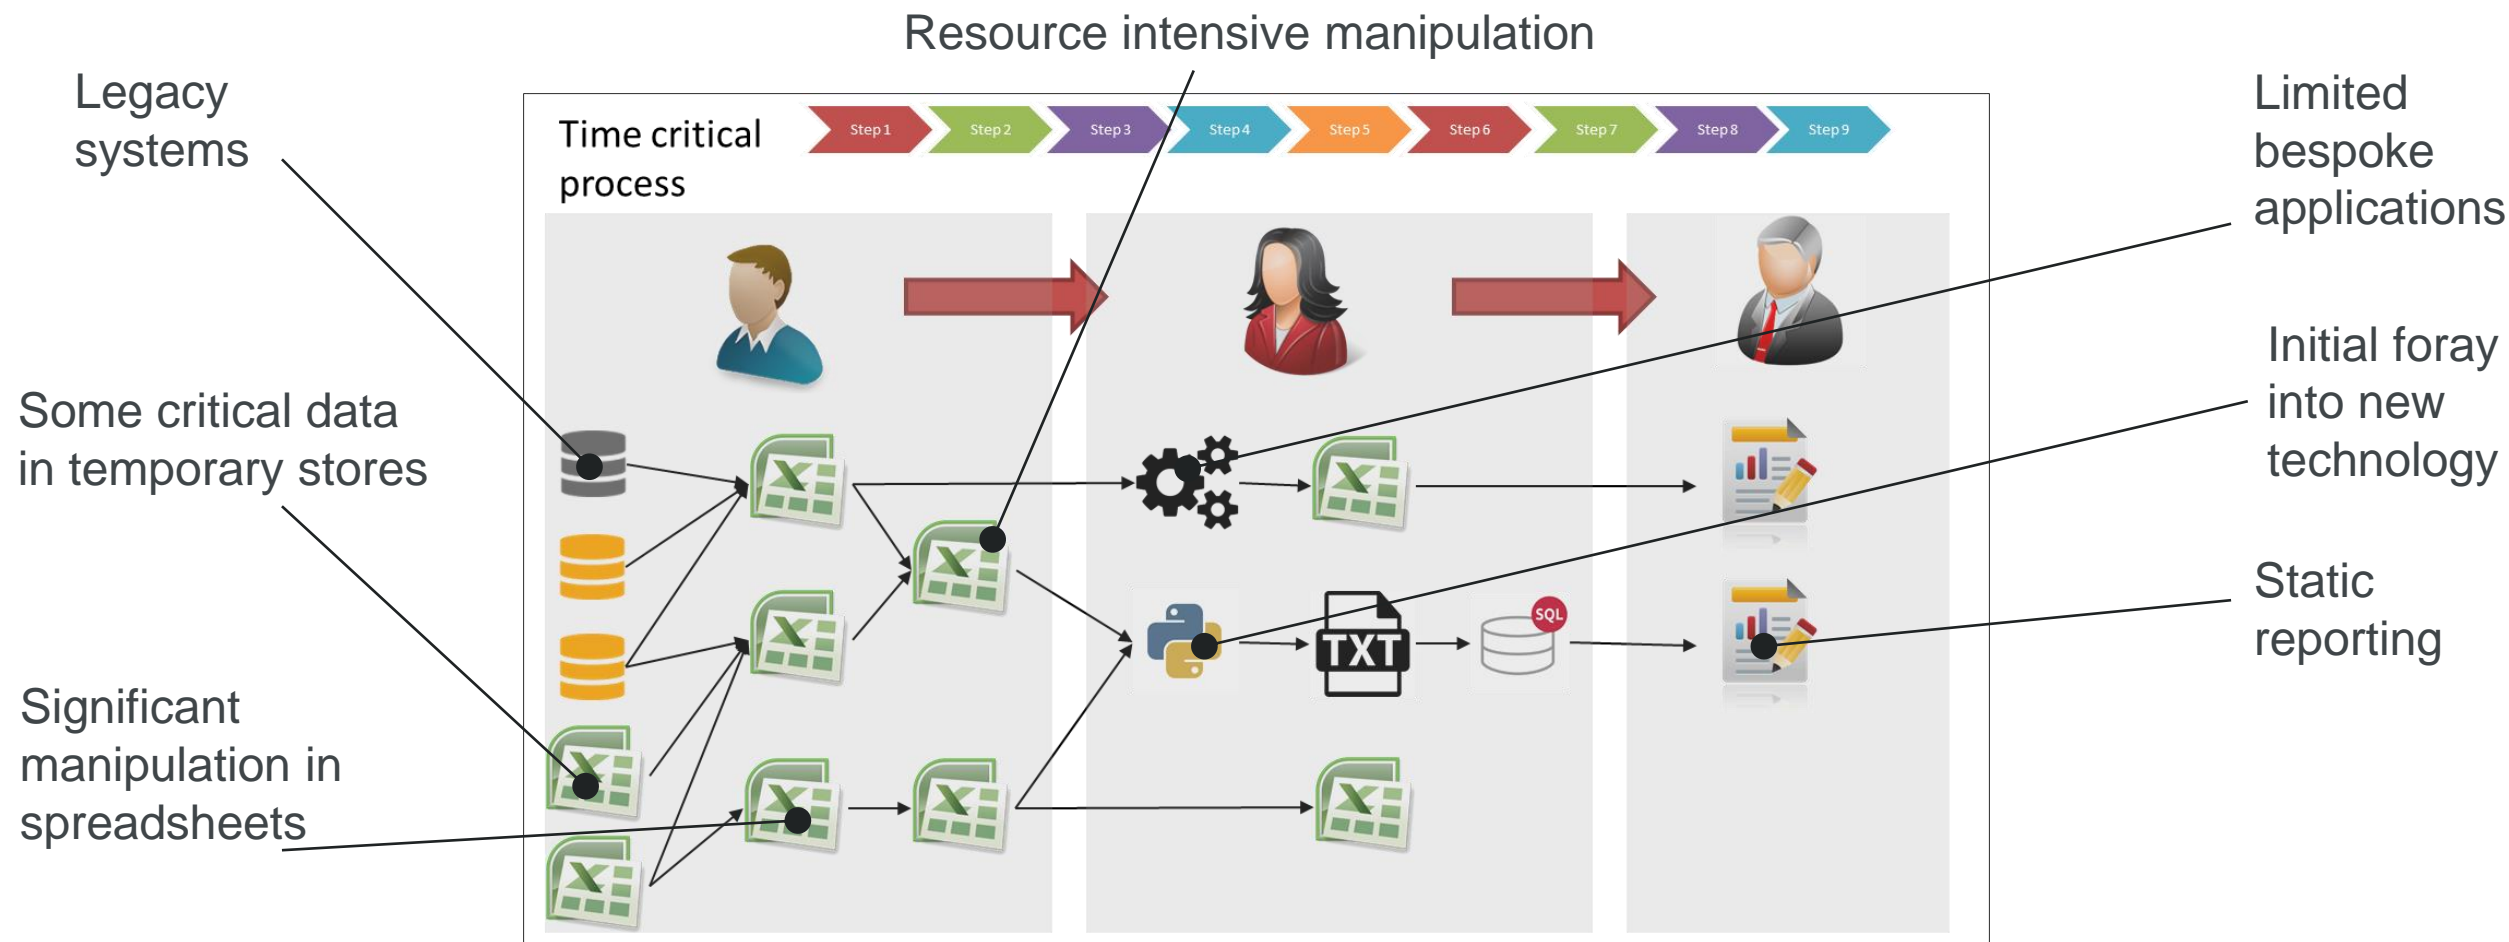 Resource intensive manipulation
Legacy
systems
Some critical data
in temporary stores
Significant
manipulation in
spreadsheets
Time critical
process
Step 1
Step 2
Step 3
Step 4
Step 5
Step 6
Step 7
Step 8
Step 9
X
X
X
X
X
X
X
X
X
TXT
SQL
Limited
bespoke
applications
Initial foray
into new
technology
Static
reporting